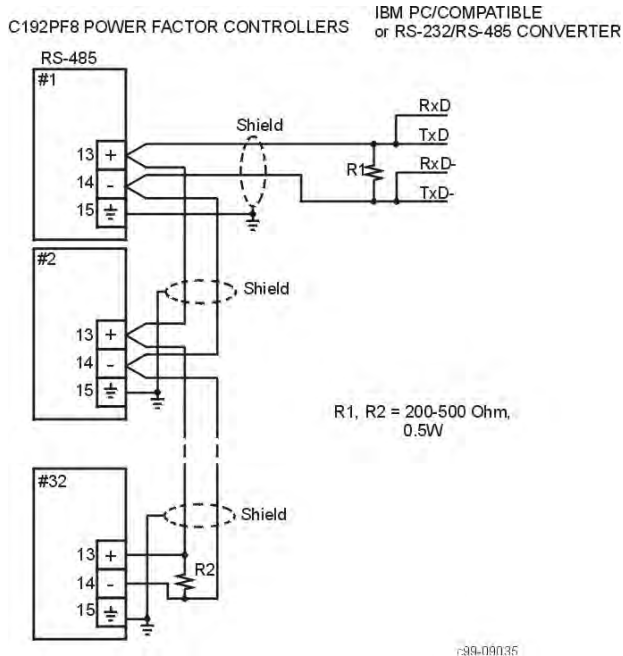 C192PF8 POWER FACTOR CONTROLLERS
IBM PC/COMPATIBLE
or RS-232/RS-485 CONVERTER
RS-485
#1
13 +
14 -
15
Shield
R1
RxD
TxD
RxD-
TxD-
#2
13 +
14 -
15
Shield
R1, R2 = 200-500 Ohm,
0.5W
#32
13 +
14 -
15
Shield
R2
c99-09035